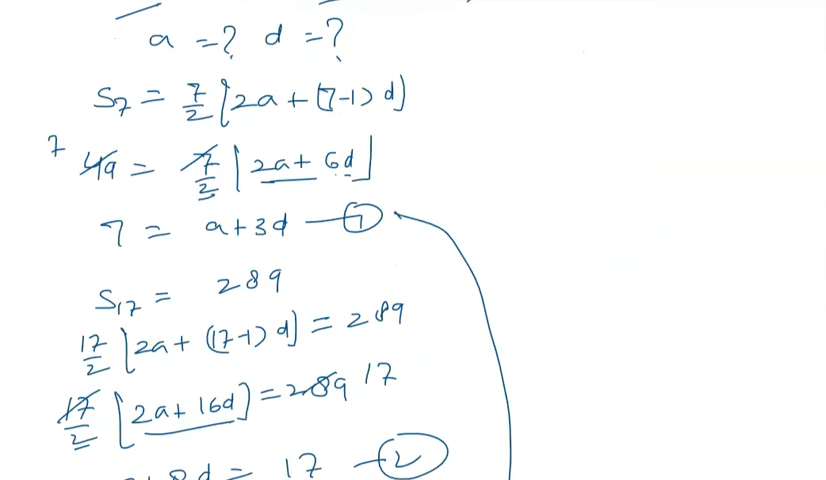 a = ? d = ?
S7 = 7/2 [2a + (7-1) d]
7 49 = 7/2 [2a + 6d]
7 = a + 3d — 1
S17 = 289
17/2 [2a + (17-1) d] = 289
17/2 [2a + 16d] = 289 17
8d = 17 — 2